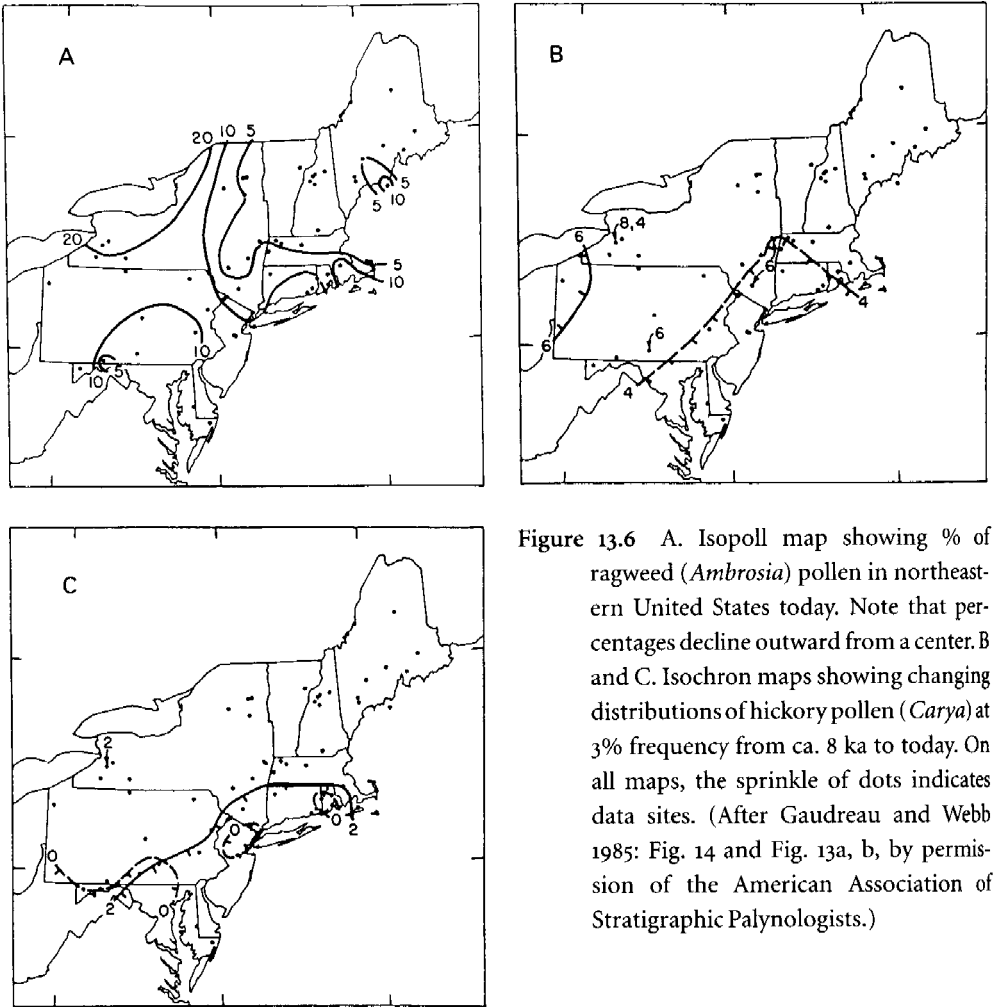 A
20 10 5
20
5
5 10
5
10
10
10 5
B
8,4
6
6
6
4
6
4
C
2
0
0
0 2
2
0
Figure 13.6 A. Isopoll map showing % of
ragweed (Ambrosia) pollen in northeast-
ern United States today. Note that per-
centages decline outward from a center. B
and C. Isochron maps showing changing
distributions of hickory pollen (Carya) at
3% frequency from ca. 8 ka to today. On
all maps, the sprinkle of dots indicates
data sites. (After Gaudreau and Webb
1985: Fig. 14 and Fig. 13a, b, by permis-
sion of the American Association of
Stratigraphic Palynologists.)